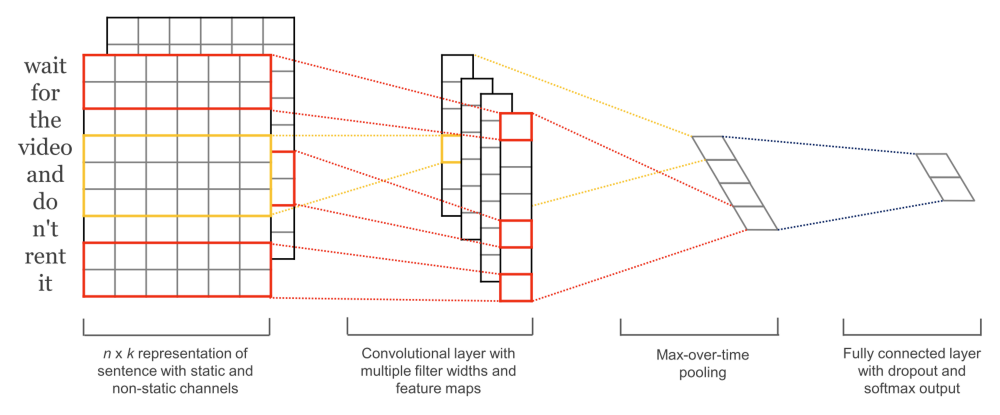 wait
for
the
video
and
do
n't
rent
it
n x k representation of
sentence with static and
non-static channels
Convolutional layer with
multiple filter widths and
feature maps
Max-over-time
pooling
Fully connected layer
with dropout and
softmax output